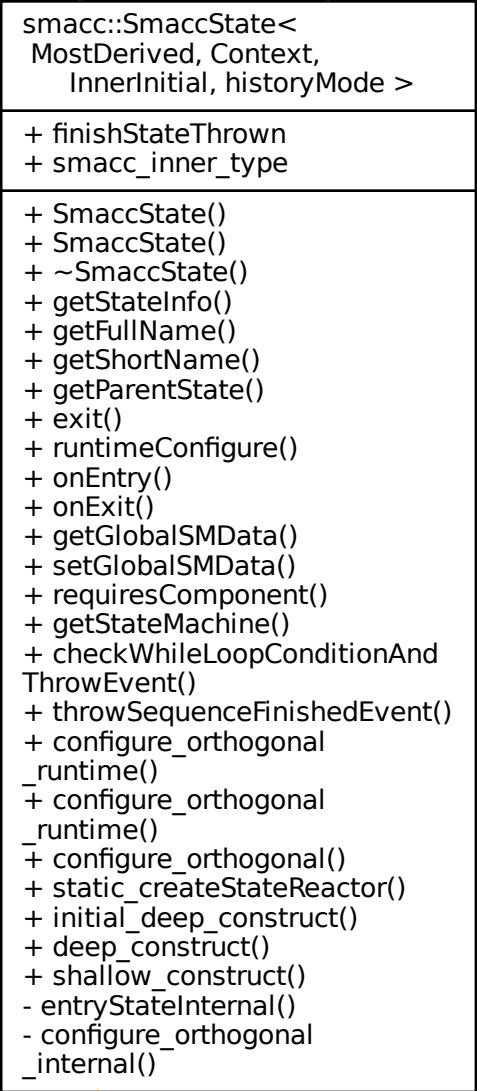 smacc::SmaccState<
MostDerived, Context,
InnerInitial, historyMode >
+ finishStateThrown
+ smacc_inner_type
+ SmaccState()
+ SmaccState()
+ ~SmaccState()
+ getStateInfo()
+ getFullName()
+ getShortName()
+ getParentState()
+ exit()
+ runtimeConfigure()
+ onEntry()
+ onExit()
+ getGlobalSMData()
+ setGlobalSMData()
+ requiresComponent()
+ getStateMachine()
+ checkWhileLoopConditionAnd
ThrowEvent()
+ throwSequenceFinishedEvent()
+ configure_orthogonal
_runtime()
+ configure_orthogonal
_runtime()
+ configure_orthogonal()
+ static_createStateReactor()
+ initial_deep_construct()
+ deep_construct()
+ shallow_construct()
- entryStateInternal()
- configure_orthogonal
_internal()